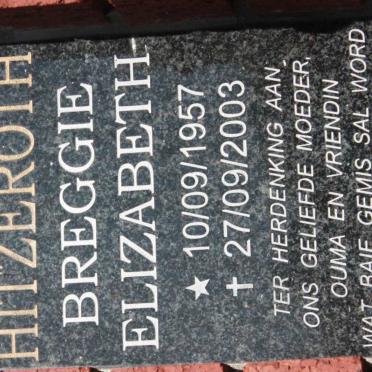 HITZEROTH
BREGGIE
ELIZABETH
★ 10/09/1957
✝ 27/09/2003
TER HERDENKING AAN
ONS GELIEFDE MOEDER,
OUMA EN VRIENDIN
WAT BAIE GEMIS SAL WORD